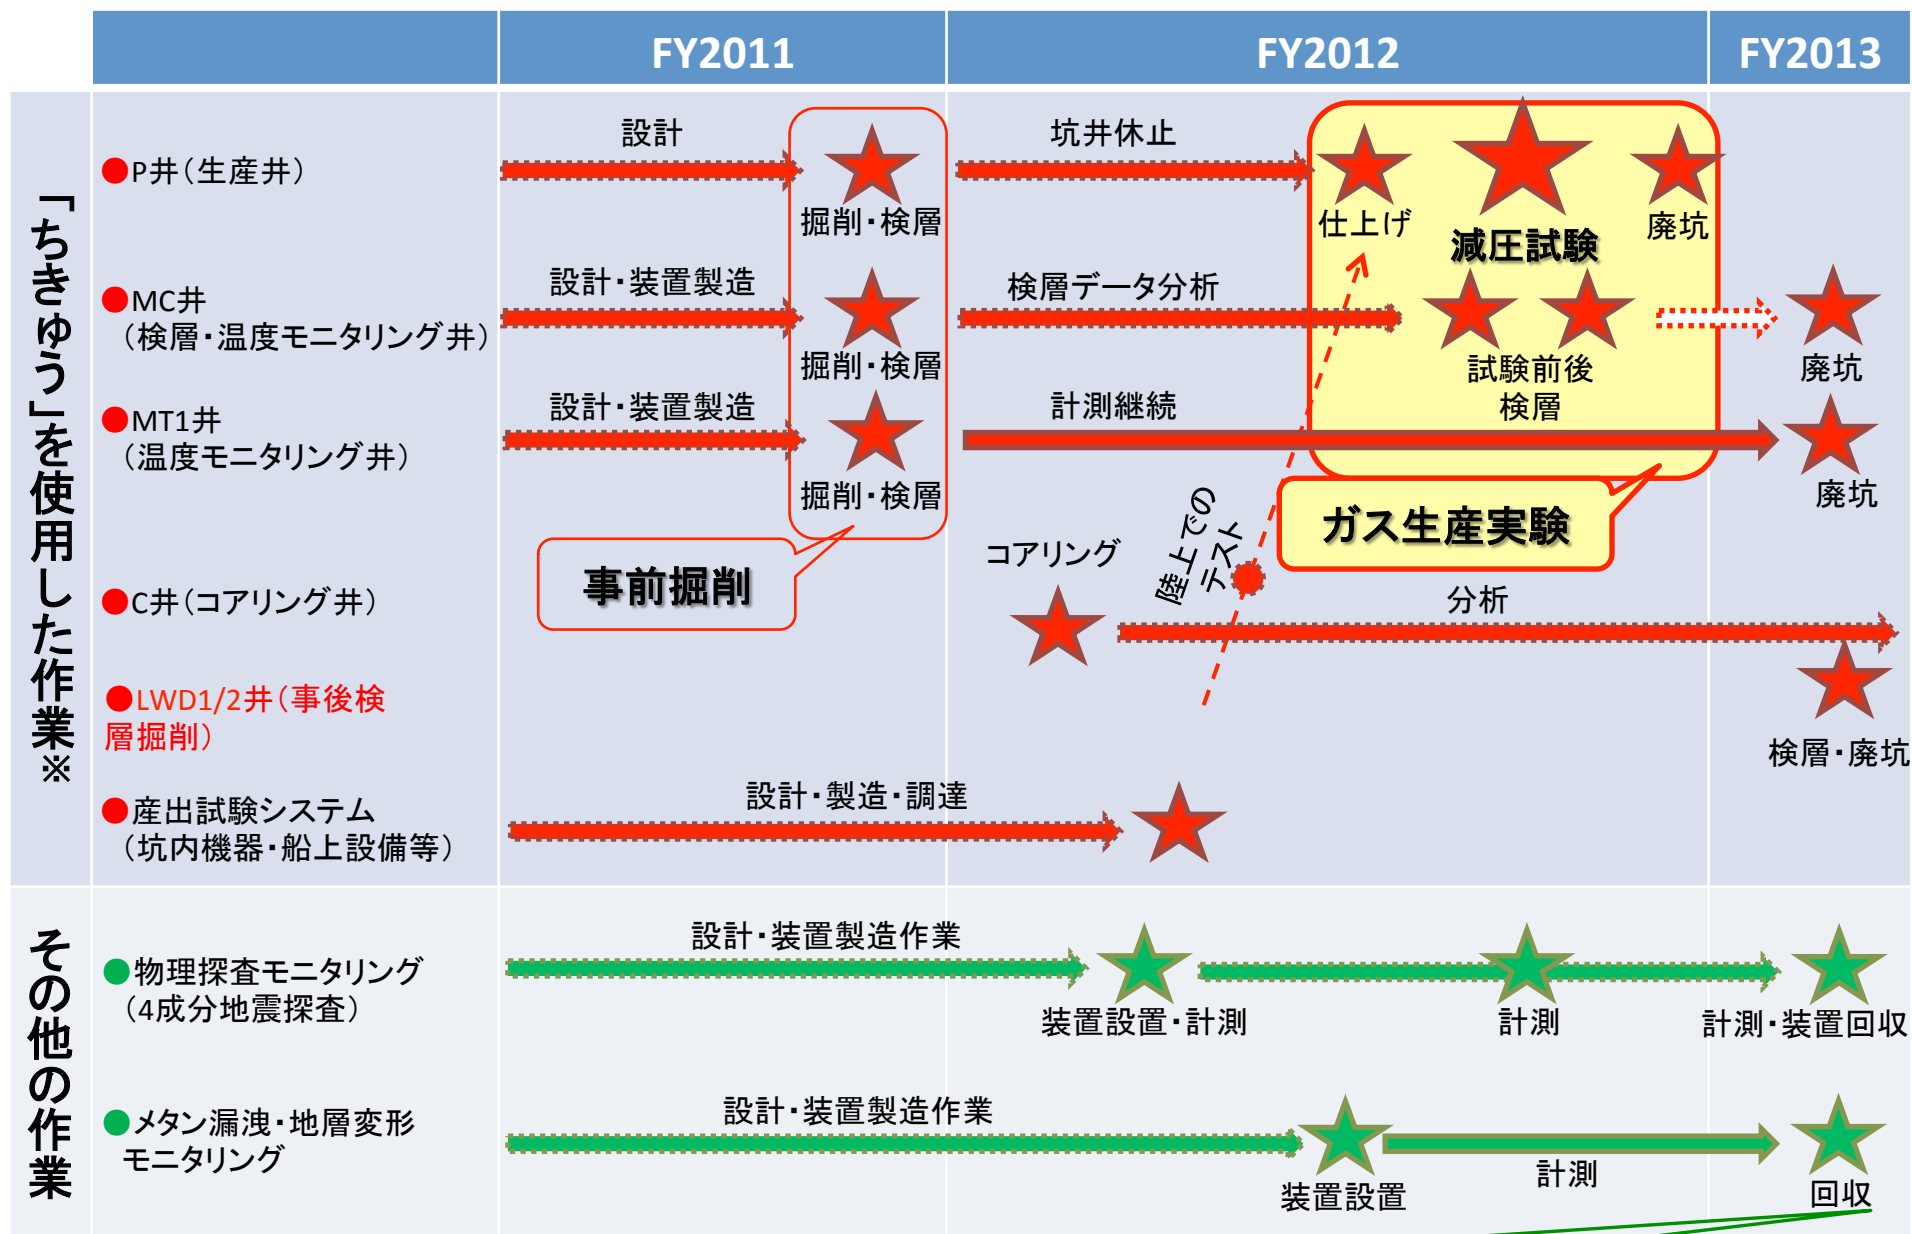 FY2011
FY2012
FY2013
「ちきゅう」を使用した作業※
●P井（生産井）
設計
掘削・検層
坑井休止
仕上げ
減圧試験
廃坑
●MC井
（検層・温度モニタリング井）
設計・装置製造
掘削・検層
検層データ分析
試験前後
検層
廃坑
●MT1井
（温度モニタリング井）
設計・装置製造
掘削・検層
計測継続
廃坑
事前掘削
ガス生産実験
●C井（コアリング井）
コアリング
陸上での
テスト
分析
●LWD1/2井（事後検
層掘削）
検層・廃坑
●産出試験システム
（坑内機器・船上設備等）
設計・製造・調達
その他の作業
●物理探査モニタリング
（4成分地震探査）
設計・装置製造作業
装置設置・計測
計測
計測・装置回収
●メタン漏洩・地層変形
モニタリング
設計・装置製造作業
装置設置
計測
回収